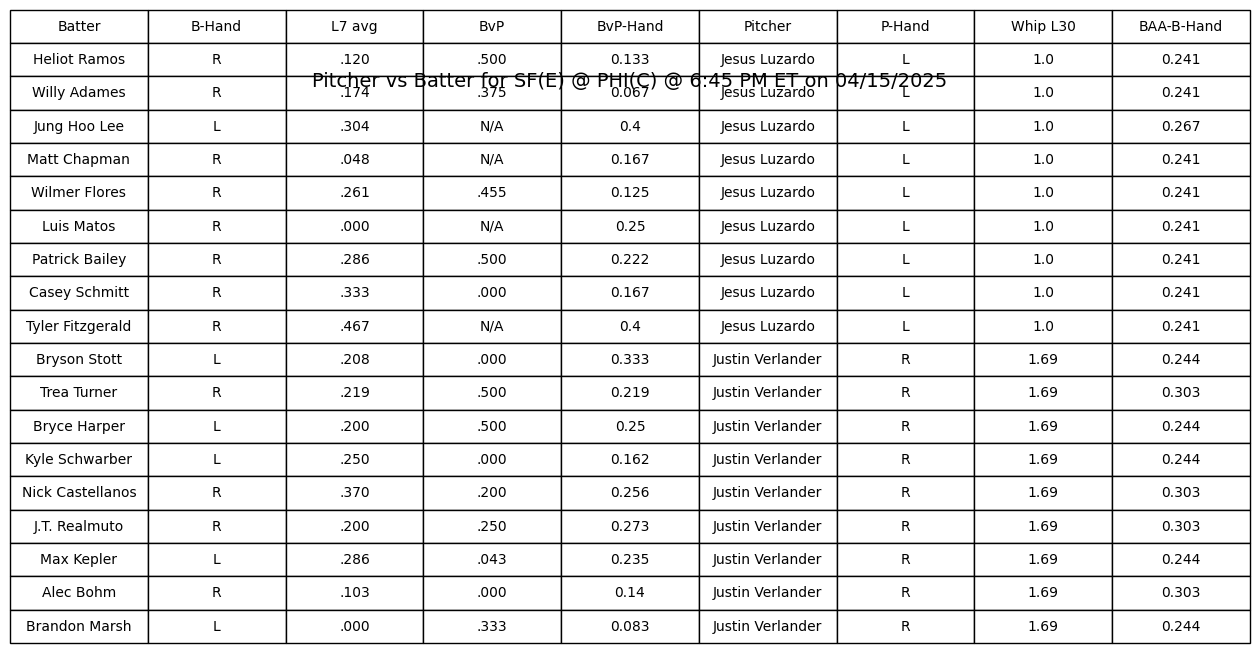 Batter B-Hand L7 avg BvP BvP-Hand Pitcher P-Hand Whip L30 BAA-B-Hand
Heliot Ramos R .120 .500 0.133 Jesus Luzardo L 1.0 0.241
Pitcher vs Batter for SF(E) @ PHI(C) @ 6:45 PM ET on 04/15/2025
Willy Adames R .174 .375 0.067 Jesus Luzardo L 1.0 0.241
Jung Hoo Lee L .304 N/A 0.4 Jesus Luzardo L 1.0 0.267
Matt Chapman R .048 N/A 0.167 Jesus Luzardo L 1.0 0.241
Wilmer Flores R .261 .455 0.125 Jesus Luzardo L 1.0 0.241
Luis Matos R .000 N/A 0.25 Jesus Luzardo L 1.0 0.241
Patrick Bailey R .286 .500 0.222 Jesus Luzardo L 1.0 0.241
Casey Schmitt R .333 .000 0.167 Jesus Luzardo L 1.0 0.241
Tyler Fitzgerald R .467 N/A 0.4 Jesus Luzardo L 1.0 0.241
Bryson Stott L .208 .000 0.333 Justin Verlander R 1.69 0.244
Trea Turner R .219 .500 0.219 Justin Verlander R 1.69 0.303
Bryce Harper L .200 .500 0.25 Justin Verlander R 1.69 0.244
Kyle Schwarber L .250 .000 0.162 Justin Verlander R 1.69 0.244
Nick Castellanos R .370 .200 0.256 Justin Verlander R 1.69 0.303
J.T. Realmuto R .200 .250 0.273 Justin Verlander R 1.69 0.303
Max Kepler L .286 .043 0.235 Justin Verlander R 1.69 0.244
Alec Bohm R .103 .000 0.14 Justin Verlander R 1.69 0.303
Brandon Marsh L .000 .333 0.083 Justin Verlander R 1.69 0.244